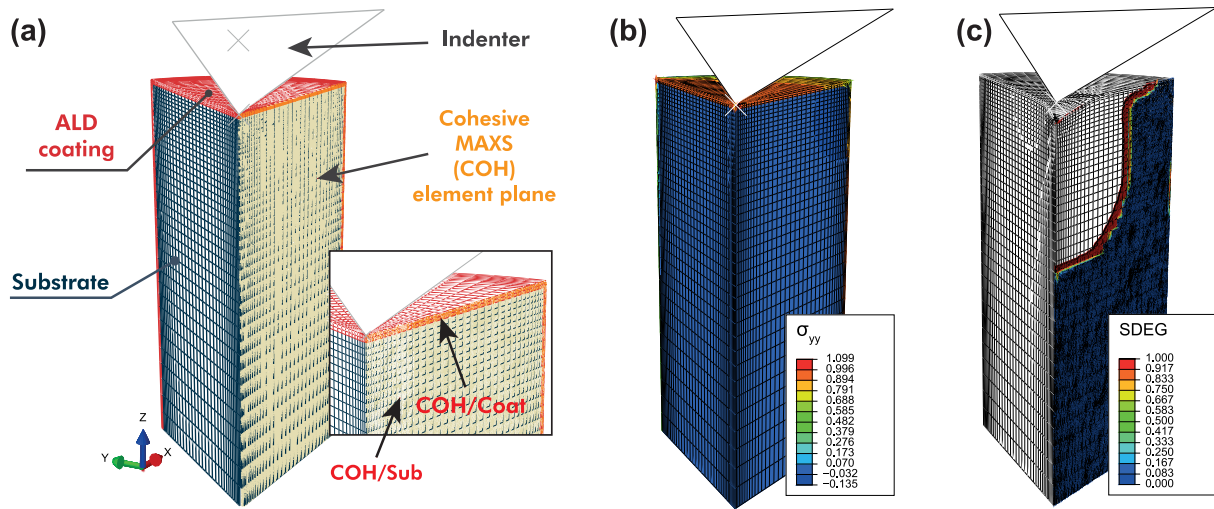 (a)
Indenter
ALD
coating
Cohesive
MAXS
(COH)
element plane
Substrate
COH/Coat
COH/Sub
Z
Y
X
(b)
σyy
1.099
0.996
0.894
0.791
0.688
0.585
0.482
0.379
0.276
0.173
0.070
−0.032
−0.135
(c)
SDEG
1.000
0.917
0.833
0.750
0.667
0.583
0.500
0.417
0.333
0.250
0.167
0.083
0.000